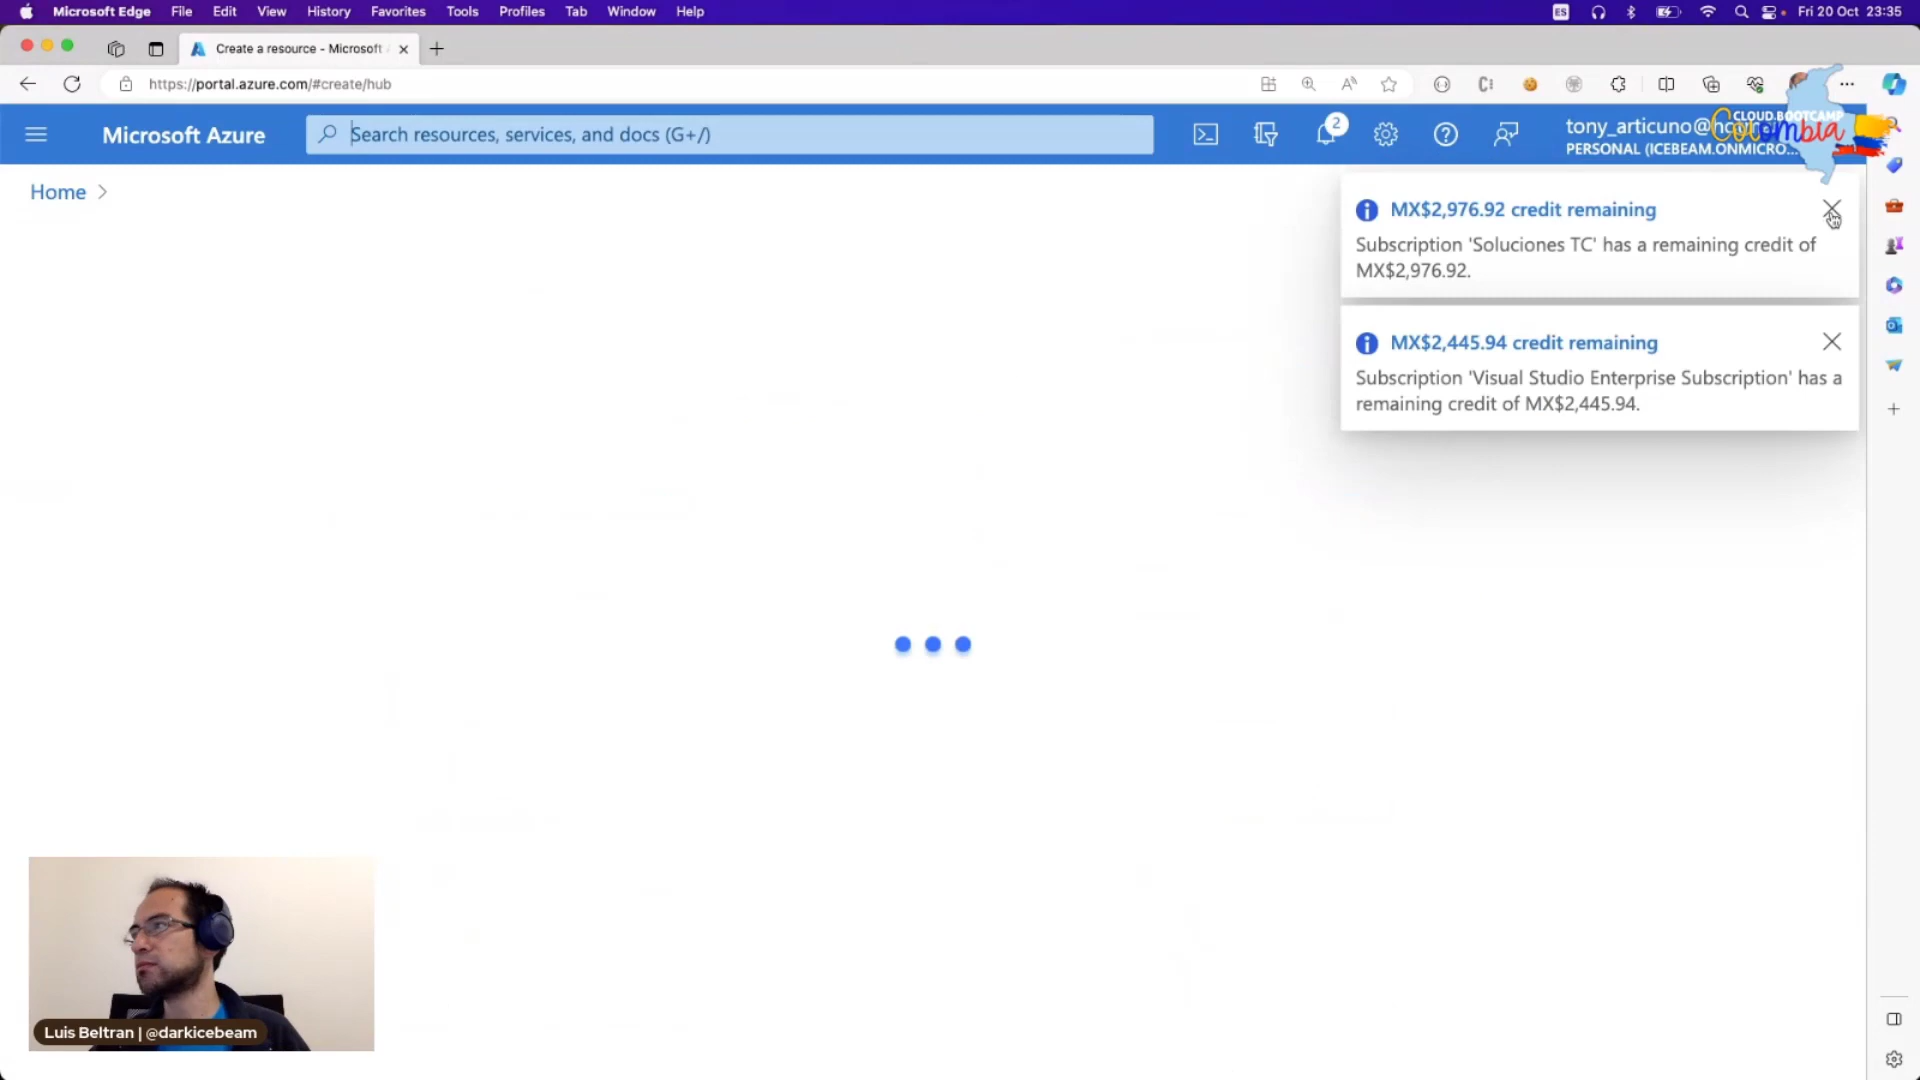 Microsoft Edge File Edit View History Favorites Tools Profiles Tab Window Help
ES
Fri 20 Oct 23:35
Create a resource - Microsoft
https://portal.azure.com/#create/hub
Microsoft Azure
Search resources, services, and docs (G+/)
2
tony_articuno@
PERSONAL (ICEBEAM.ONMICRO...
CLOUD.BOOTCAMP
Colombia
Home
MX$2,976.92 credit remaining
Subscription 'Soluciones TC' has a remaining credit of
MX$2,976.92.
MX$2,445.94 credit remaining
Subscription 'Visual Studio Enterprise Subscription' has a
remaining credit of MX$2,445.94.
Luis Beltran | @darkicebeam